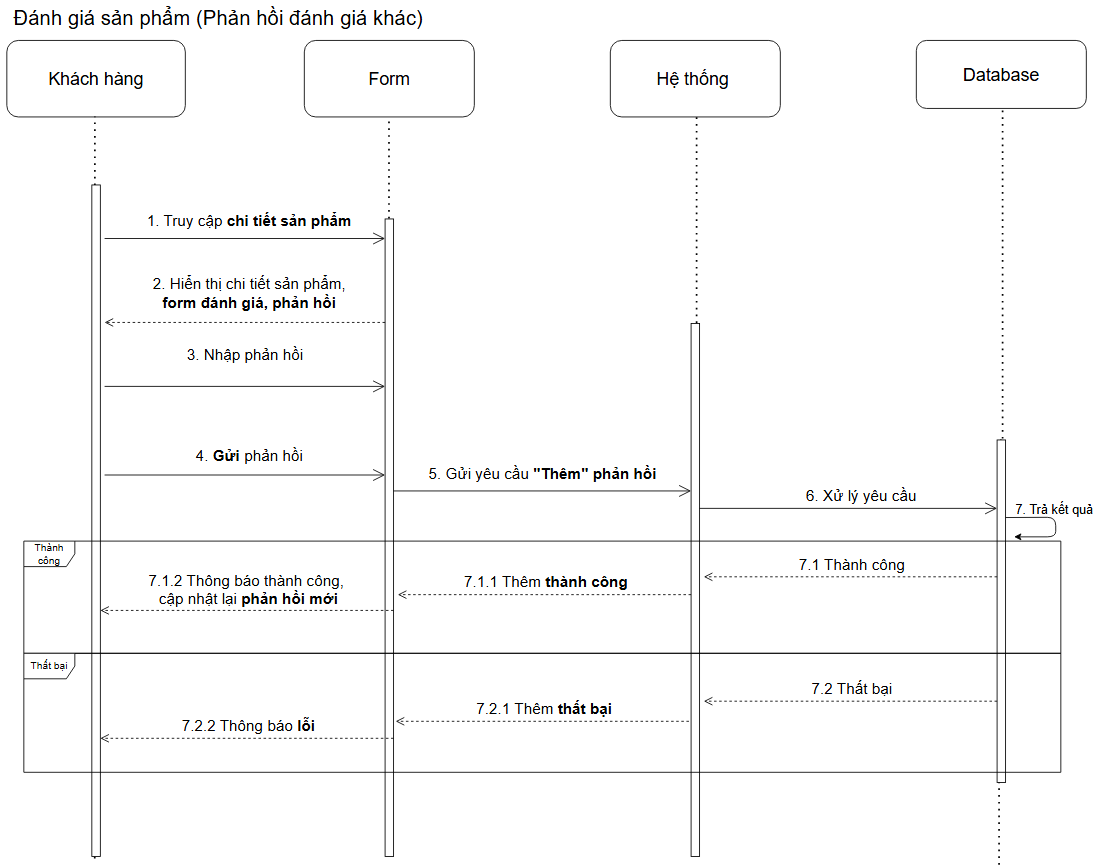 Đánh giá sản phẩm (Phản hồi đánh giá khác)
Khách hàng
Form
Hệ thống
Database
1. Truy cập chi tiết sản phẩm
2. Hiển thị chi tiết sản phẩm,
form đánh giá, phản hồi
3. Nhập phản hồi
4. Gửi phản hồi
5. Gửi yêu cầu "Thêm" phản hồi
6. Xử lý yêu cầu
7. Trả kết quả
Thành
công
7.1 Thành công
7.1.1 Thêm thành công
7.1.2 Thông báo thành công,
cập nhật lại phản hồi mới
Thất bại
7.2 Thất bại
7.2.1 Thêm thất bại
7.2.2 Thông báo lỗi